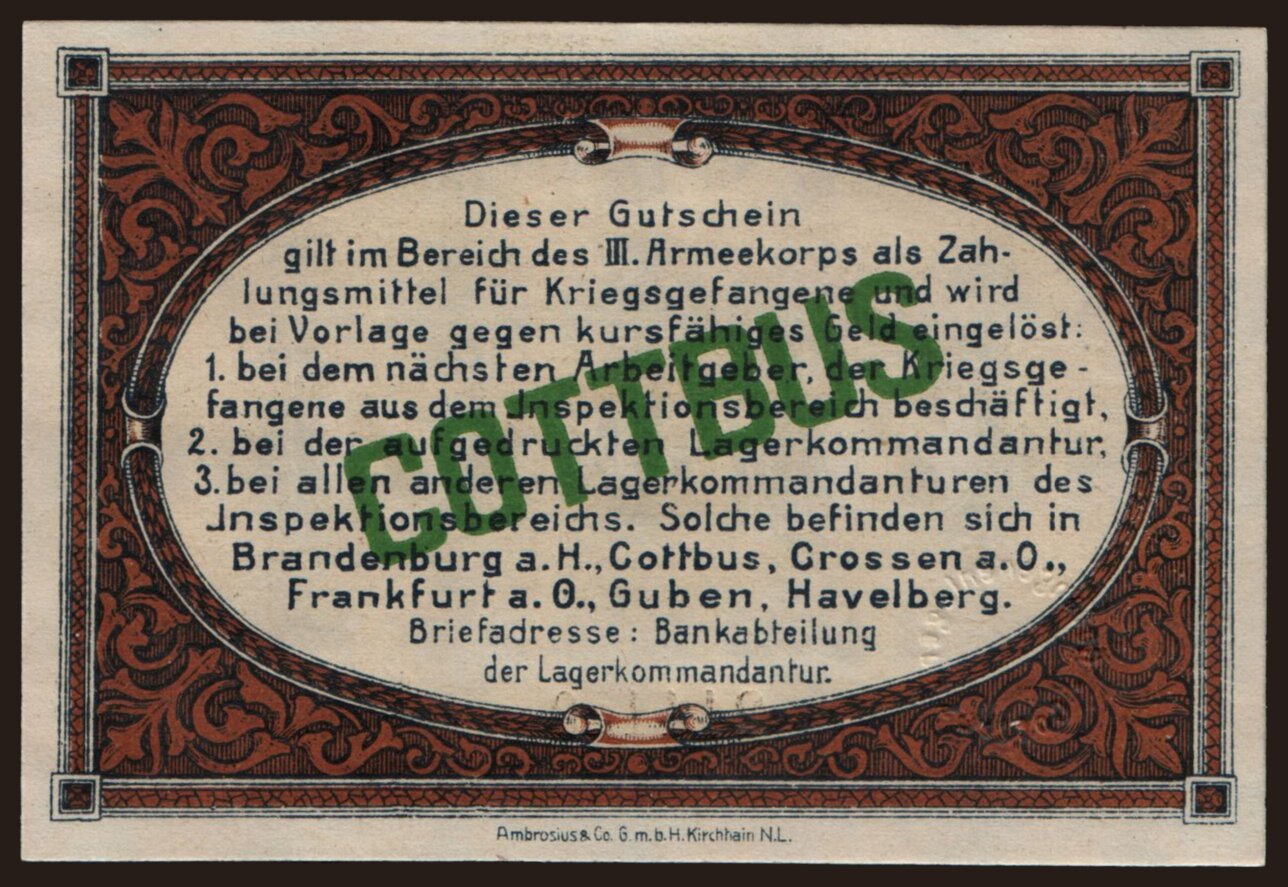 Dieser Gutschein
gilt im Bereich des III. Armeekorps als Zah-
lungsmittel für Kriegsgefangene und wird
bei Vorlage gegen kursfähiges Geld eingelöst:
1. bei dem nächsten Arbeitgeber, der Kriegsge-
fangene aus dem Jnspektionsbereich beschäftigt,
2. bei der aufgedruckten Lagerkommandantur,
3. bei allen anderen Lagerkommandanturen des
Jnspektionsbereichs. Solche befinden sich in
Brandenburg a. H., Cottbus, Crossen a. O.,
Frankfurt a. O., Guben, Havelberg.
Briefadresse: Bankabteilung
der Lagerkommandantur.
COTTBUS
Ambrosius & Co. G. m. b. H. Kirchhain N.L.